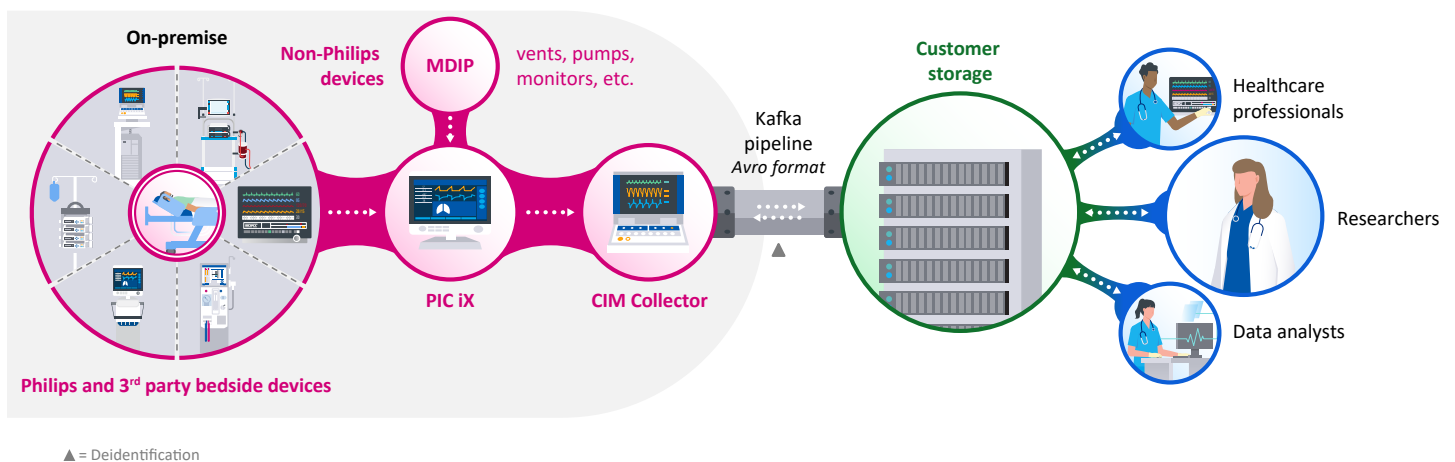 On-premise
Non-Philips
devices
MDIP
vents, pumps,
monitors, etc.
Customer
storage
Healthcare
professionals
Kafka
pipeline
Avro format
Researchers
PIC iX
CIM Collector
Data analysts
Philips and 3rd party bedside devices
▲ = Deidentification